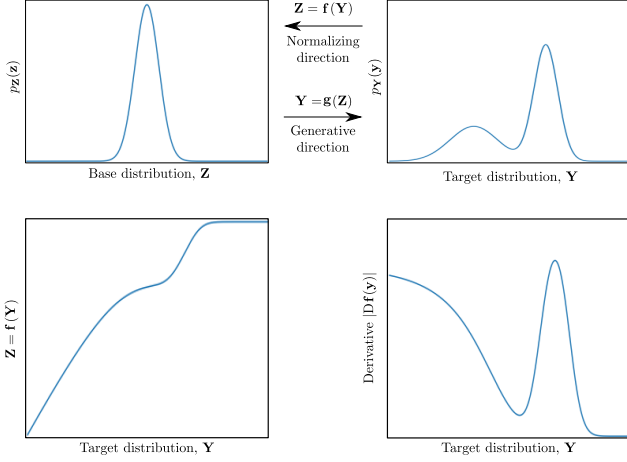 p_Z(z)
Base distribution, Z
Z = f(Y)
Normalizing
direction
Y = g(Z)
Generative
direction
p_Y(y)
Target distribution, Y
Z = f(Y)
Target distribution, Y
Derivative |Df(y)|
Target distribution, Y